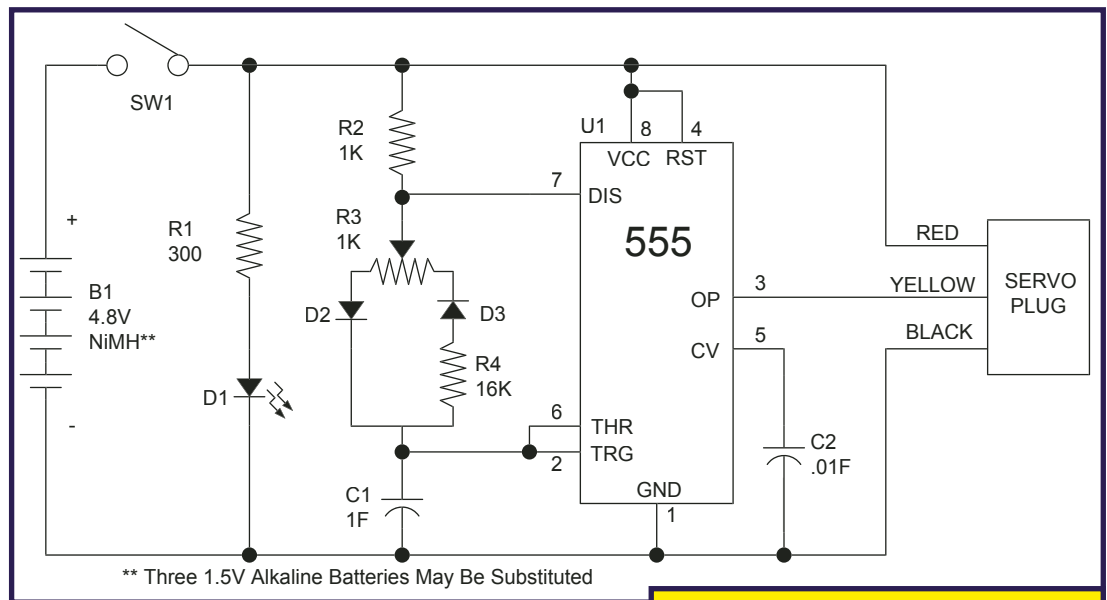 SW1
+
B1
4.8V
NiMH**
-
R1
300
D1
R2
1K
R3
1K
D2
D3
R4
16K
C1
1F
U1
8
4
VCC
RST
7
DIS
555
OP
3
CV
5
6
THR
2
TRG
GND
1
C2
.01F
RED
YELLOW
BLACK
SERVO
PLUG
** Three 1.5V Alkaline Batteries May Be Substituted